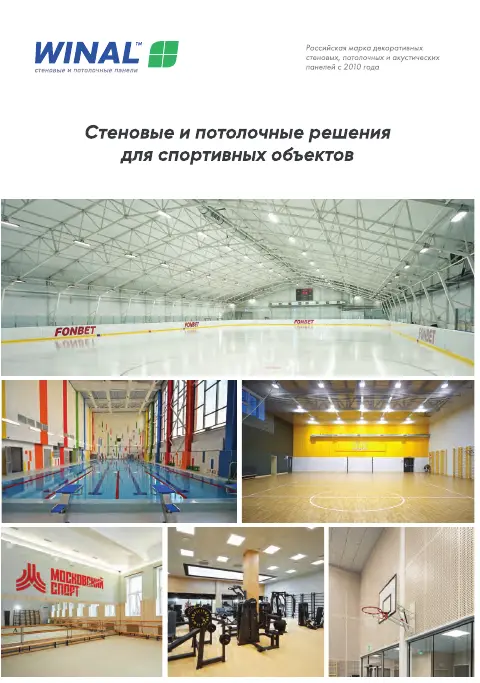 WINAL™
стеновые и потолочные панели
Российская марка декоративных
стеновых, потолочных и акустических
панелей с 2010 года
Стеновые и потолочные решения
для спортивных объектов
FONBET
FONBET
FONBET
FONBET
МОСКОВСКИЙ
СПОРТ